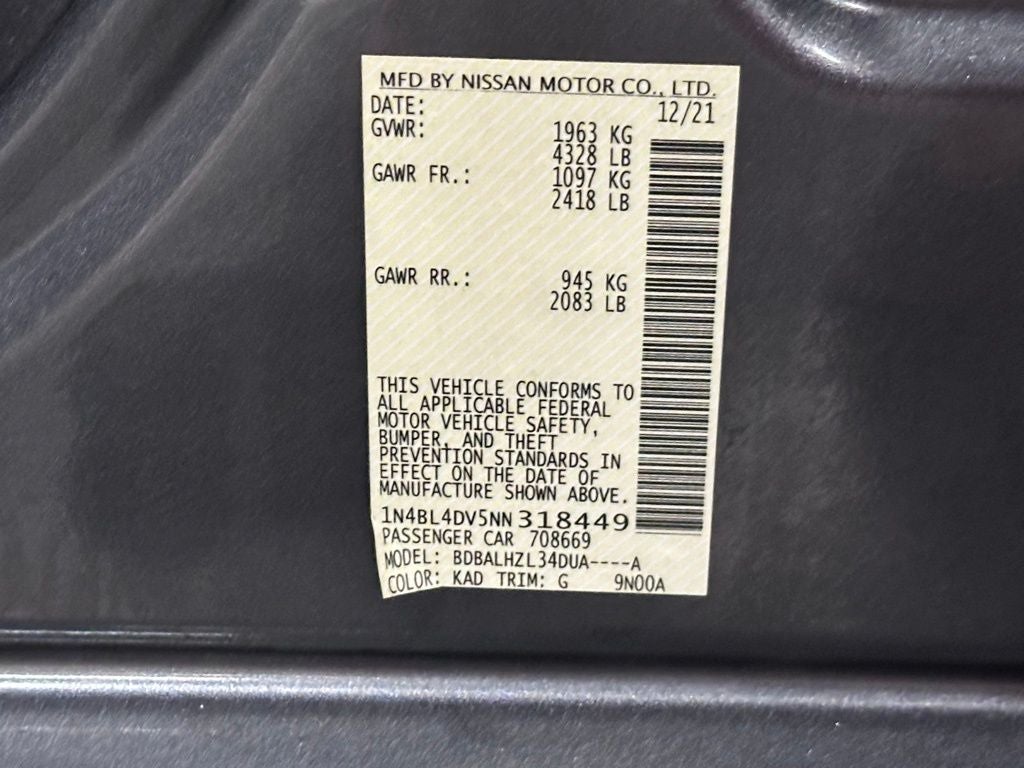 MFD BY NISSAN MOTOR CO., LTD.
DATE: 12/21
GVWR: 1963 KG
4328 LB
GAWR FR.: 1097 KG
2418 LB
GAWR RR.: 945 KG
2083 LB
THIS VEHICLE CONFORMS TO
ALL APPLICABLE FEDERAL
MOTOR VEHICLE SAFETY,
BUMPER, AND THEFT
PREVENTION STANDARDS IN
EFFECT ON THE DATE OF
MANUFACTURE SHOWN ABOVE.
1N4BL4DV5NN318449
PASSENGER CAR 708669
MODEL: BDBALHZL34DUA----A
COLOR: KAD TRIM: G 9N00A